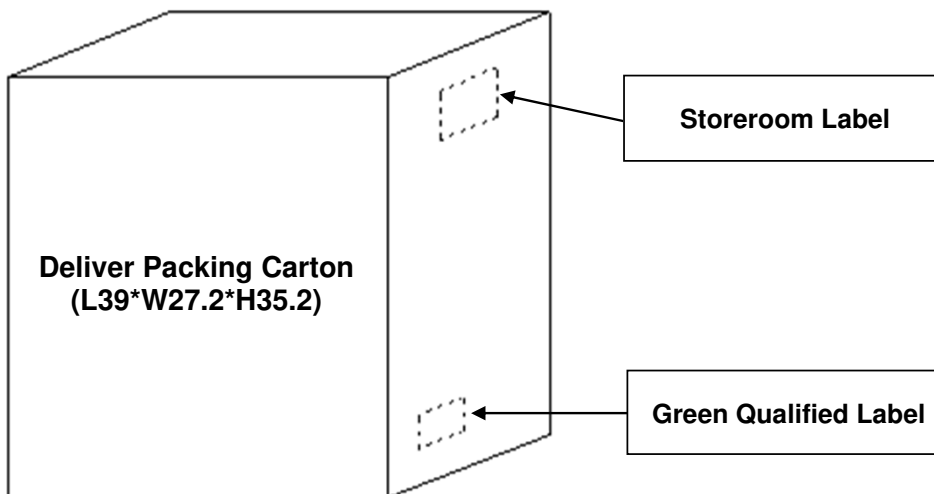 Storeroom Label
Deliver Packing Carton
(L39*W27.2*H35.2)
Green Qualified Label